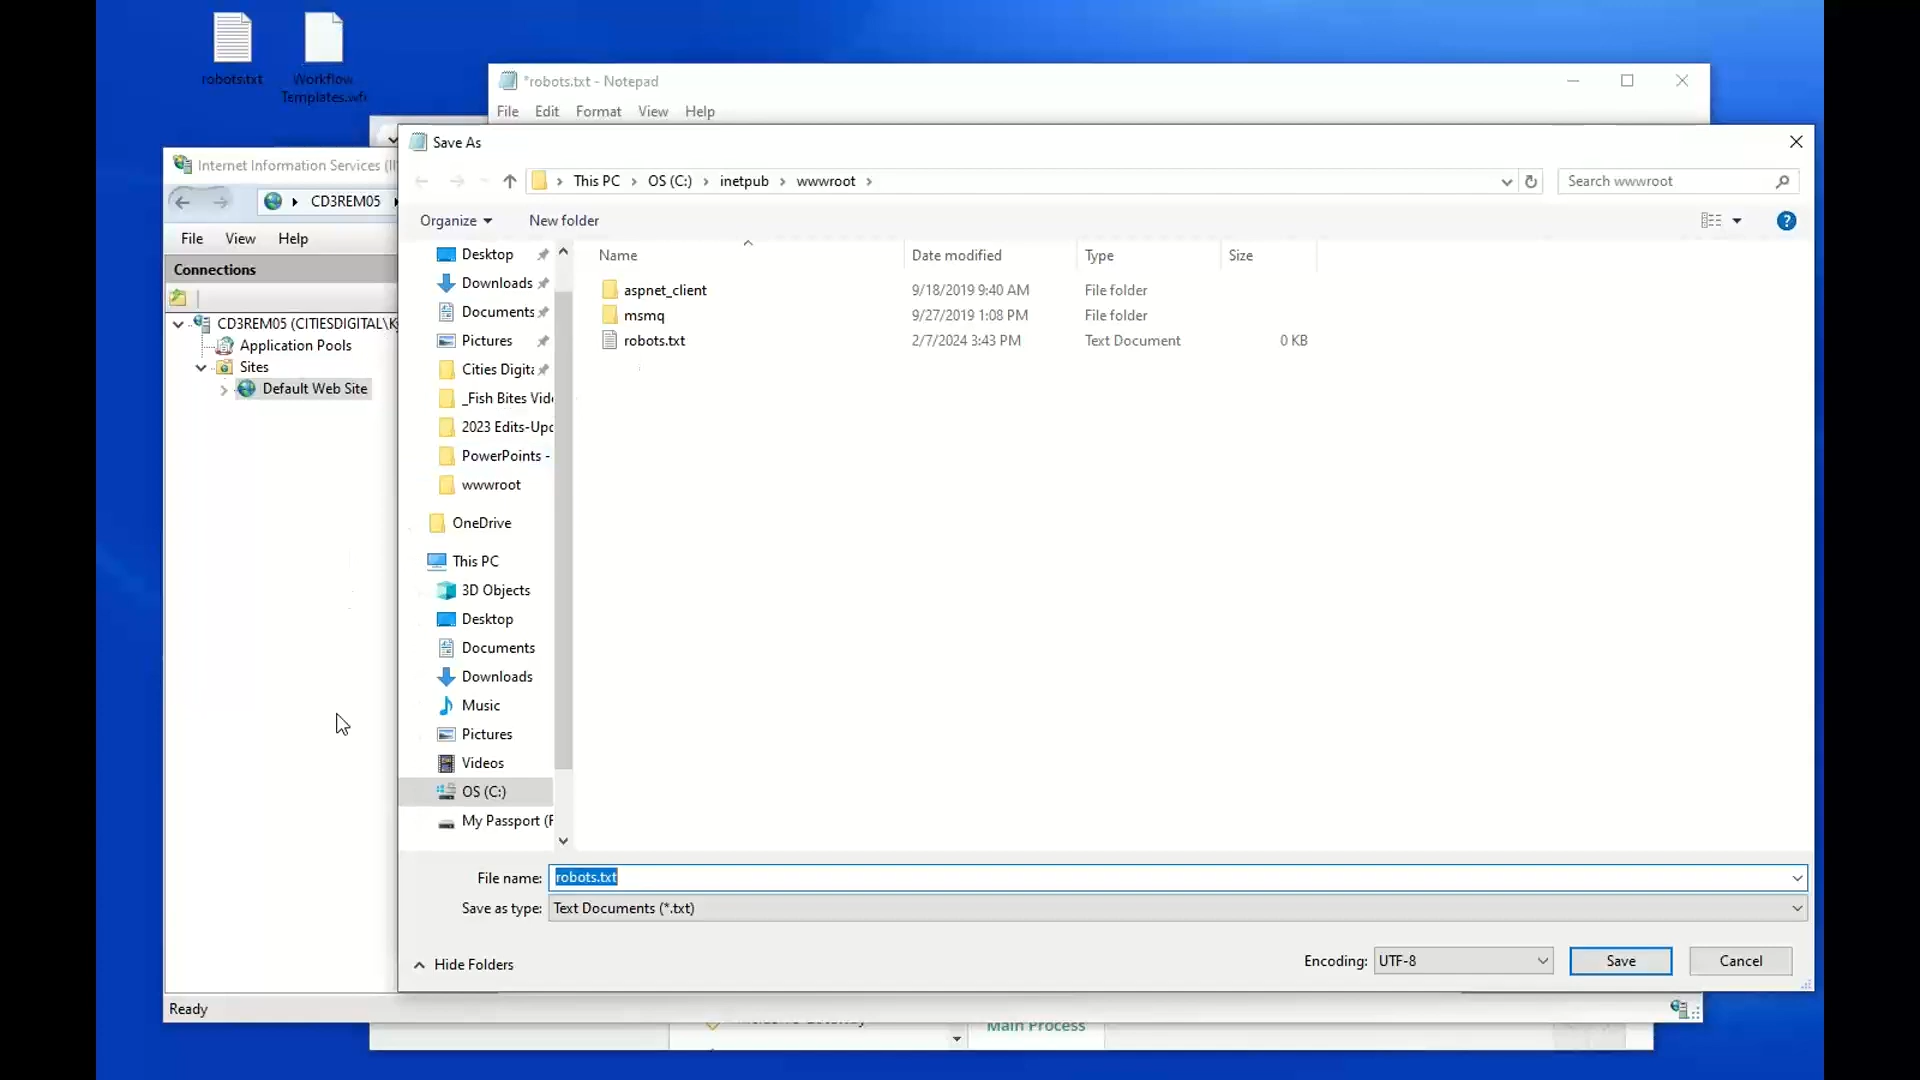 robots.txt
Workflow
Templates.wf
*robots.txt - Notepad
File Edit Format View Help
Save As
Internet Information Services (II
This PC OS (C:) inetpub wwwroot
Search wwwroot
CD3REM05
Organize New folder
File View Help
Connections
CD3REM05 (CITIESDIGITAL\K
Application Pools
Sites
Default Web Site
Desktop
Downloads
Documents
Pictures
Cities Digita
_Fish Bites Vide
2023 Edits-Upd
PowerPoints -
wwwroot
OneDrive
This PC
3D Objects
Desktop
Documents
Downloads
Music
Pictures
Videos
OS (C:)
My Passport (F
Name Date modified Type Size
aspnet_client 9/18/2019 9:40 AM File folder
msmq 9/27/2019 1:08 PM File folder
robots.txt 2/7/2024 3:43 PM Text Document 0 KB
File name: robots.txt
Save as type: Text Documents (*.txt)
Hide Folders
Encoding: UTF-8 Save Cancel
Ready
Main Process